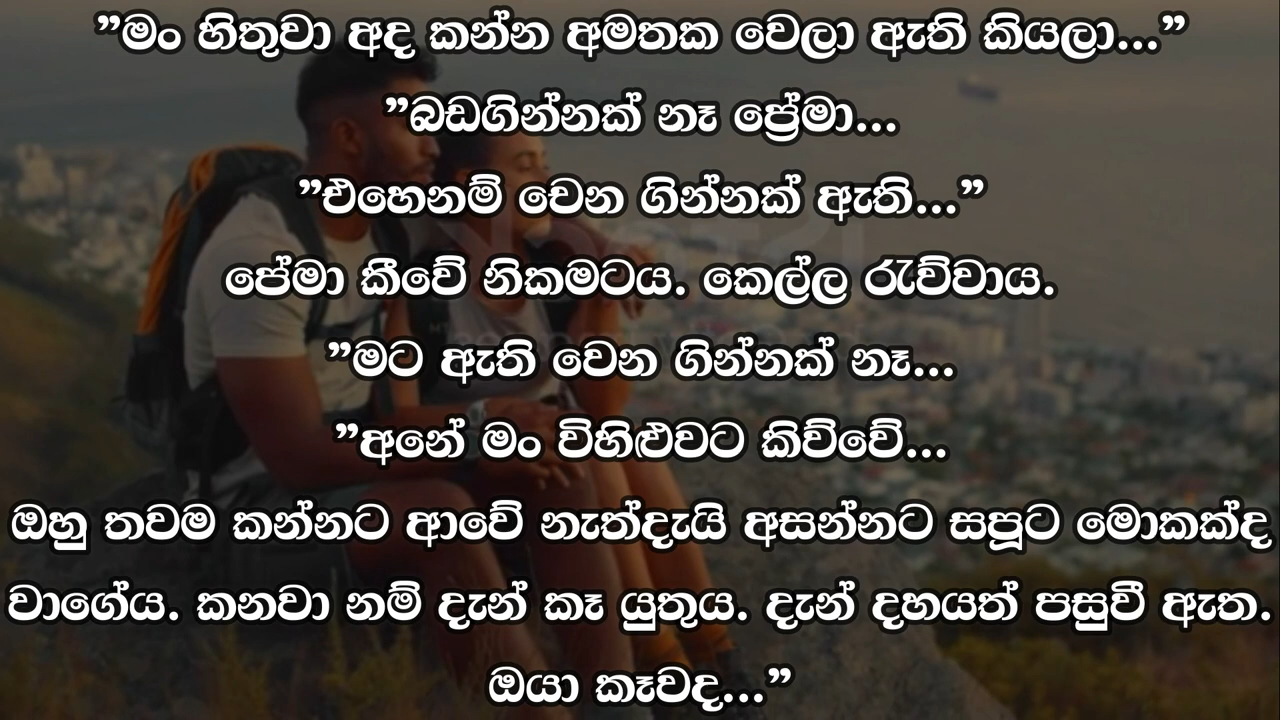 ”මං හිතුවා අද කන්න අමතක වෙලා ඇති කියලා...”
”බඩගින්නක් නෑ ප්‍රේමා...
”එහෙනම් වෙන ගින්නක් ඇති...”
පේමා කීවේ නිකමටය. කෙල්ල රැව්වාය.
”මට ඇති වෙන ගින්නක් නෑ...
”අනේ මං විහිළුවට කිව්වේ...
ඔහු තවම කන්නට ආවේ නැත්දැයි අසන්නට සපූට මොකක්ද
වාගේය. කනවා නම් දැන් කෑ යුතුය. දැන් දහයත් පසුවී ඇත.
ඔයා කෑවද...”